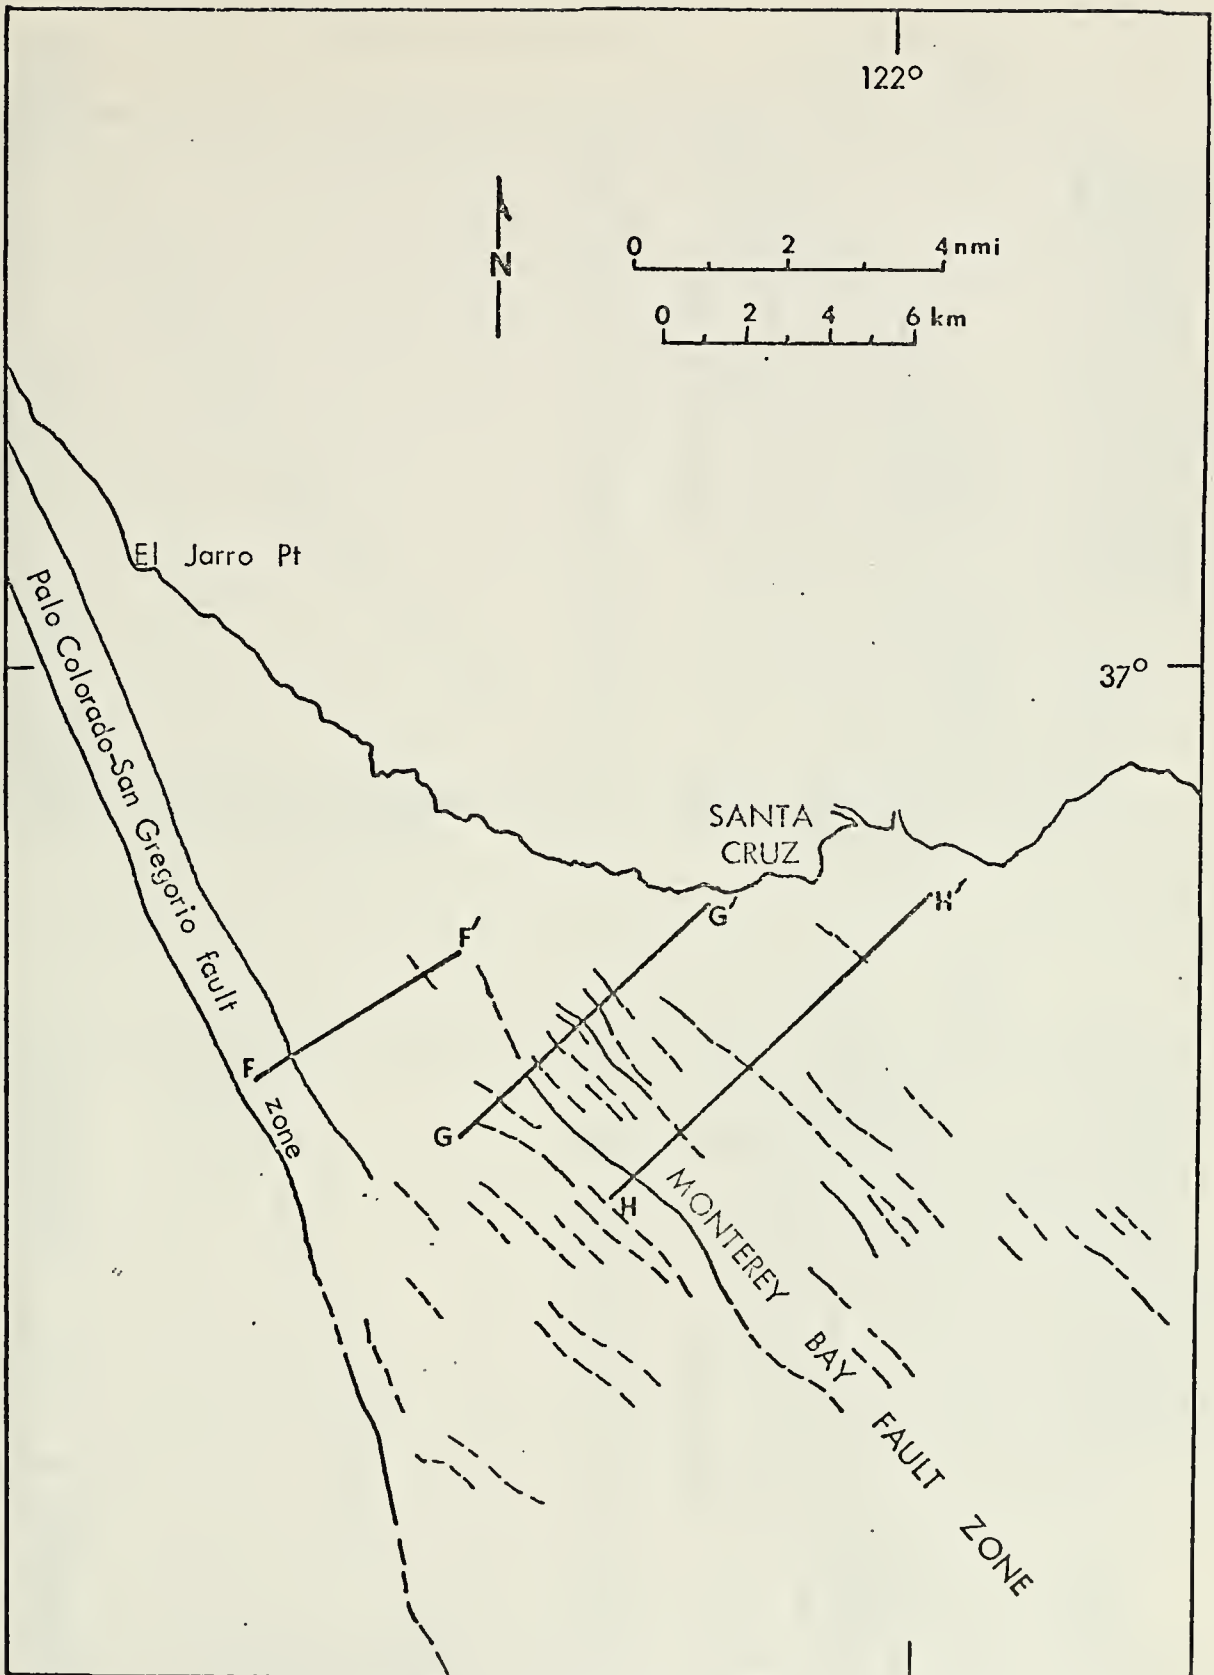 122°
0 2 4 nmi
N
0 2 4 6 km
El Jarro Pt
Palo Colorado-San Gregorio fault zone
37°
SANTA
CRUZ
F'
G'
H'
F
G
H
MONTEREY BAY FAULT ZONE